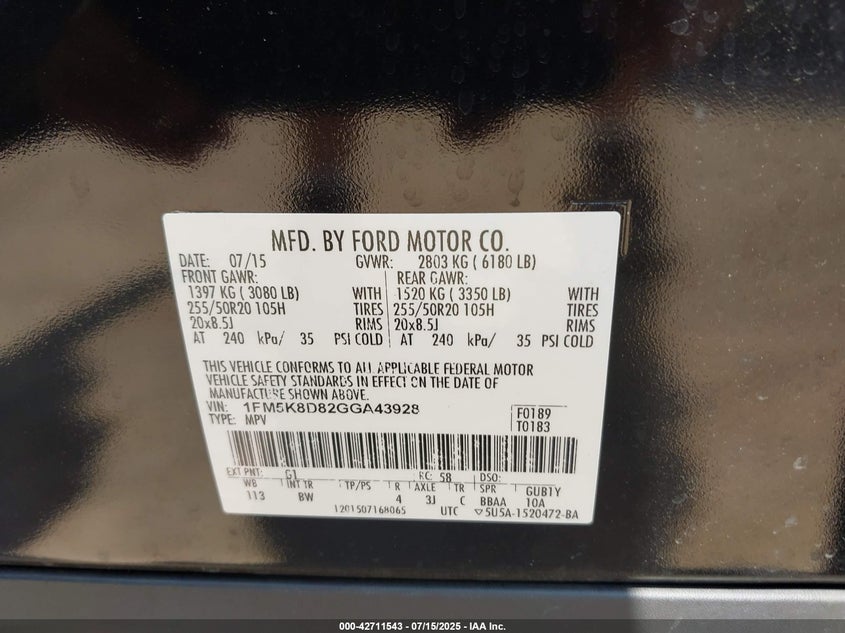 MFD. BY FORD MOTOR CO.
DATE: 07/15 GVWR: 2803 KG ( 6180 LB)
FRONT GAWR: REAR GAWR:
1397 KG ( 3080 LB) WITH 1520 KG ( 3350 LB) WITH
255/50R20 105H TIRES 255/50R20 105H TIRES
20x8.5J RIMS 20x8.5J RIMS
AT 240 kPa/ 35 PSI COLD AT 240 kPa/ 35 PSI COLD
THIS VEHICLE CONFORMS TO ALL APPLICABLE FEDERAL MOTOR
VEHICLE SAFETY STANDARDS IN EFFECT ON THE DATE OF
MANUFACTURE SHOWN ABOVE.
VIN: 1FM5K8D82GGA43928 F0189
TYPE: MPV T0183
EXT PNT: G1 RC: 58 DSO:
WB INT TR TP/PS R AXLE TR SPR GUB1Y
113 BW 4 3J C BBAA 10A
1201507168065 UTC ▽5U5A-1520472-BA
000-42711543 - 07/15/2025 - IAA Inc.